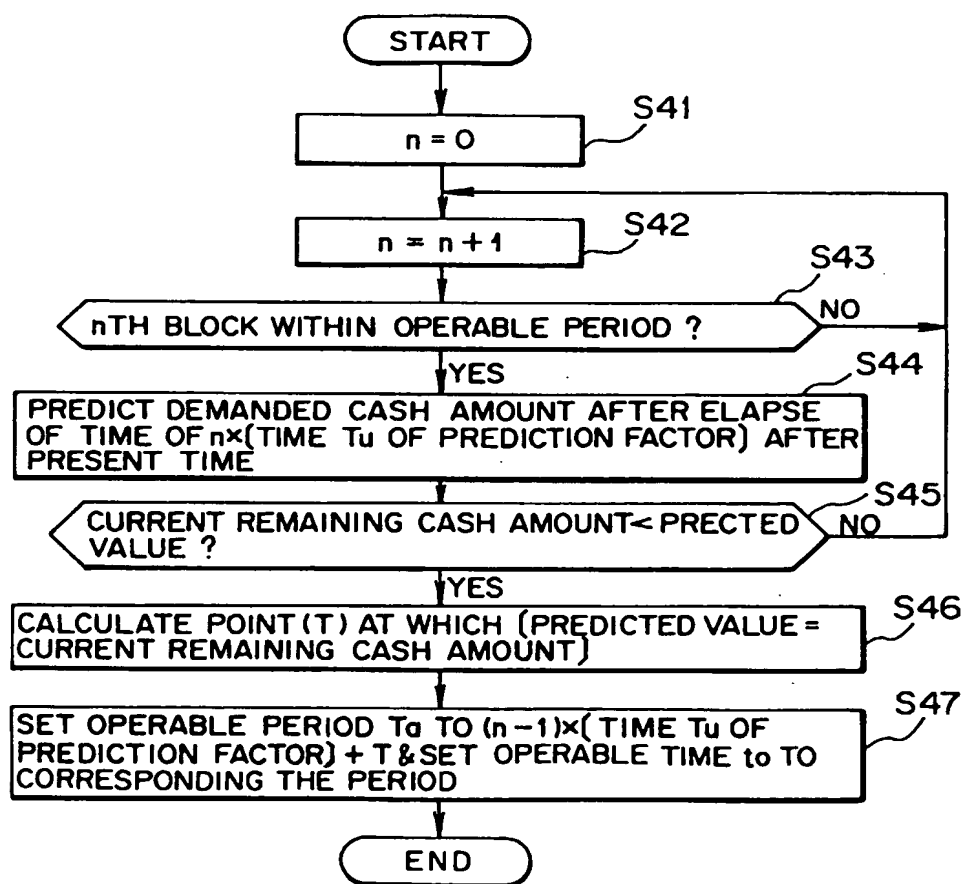 START
S41
n = 0
S42
n = n + 1
S43
nTH BLOCK WITHIN OPERABLE PERIOD ?
NO
YES
S44
PREDICT DEMANDED CASH AMOUNT AFTER ELAPSE
OF TIME OF n×(TIME Tu OF PREDICTION FACTOR) AFTER
PRESENT TIME
S45
CURRENT REMAINING CASH AMOUNT< PRECTED
VALUE ?
NO
YES
S46
CALCULATE POINT (T) AT WHICH (PREDICTED VALUE =
CURRENT REMAINING CASH AMOUNT)
S47
SET OPERABLE PERIOD Ta TO (n-1)×(TIME Tu OF
PREDICTION FACTOR) + T & SET OPERABLE TIME to TO
CORRESPONDING THE PERIOD
END